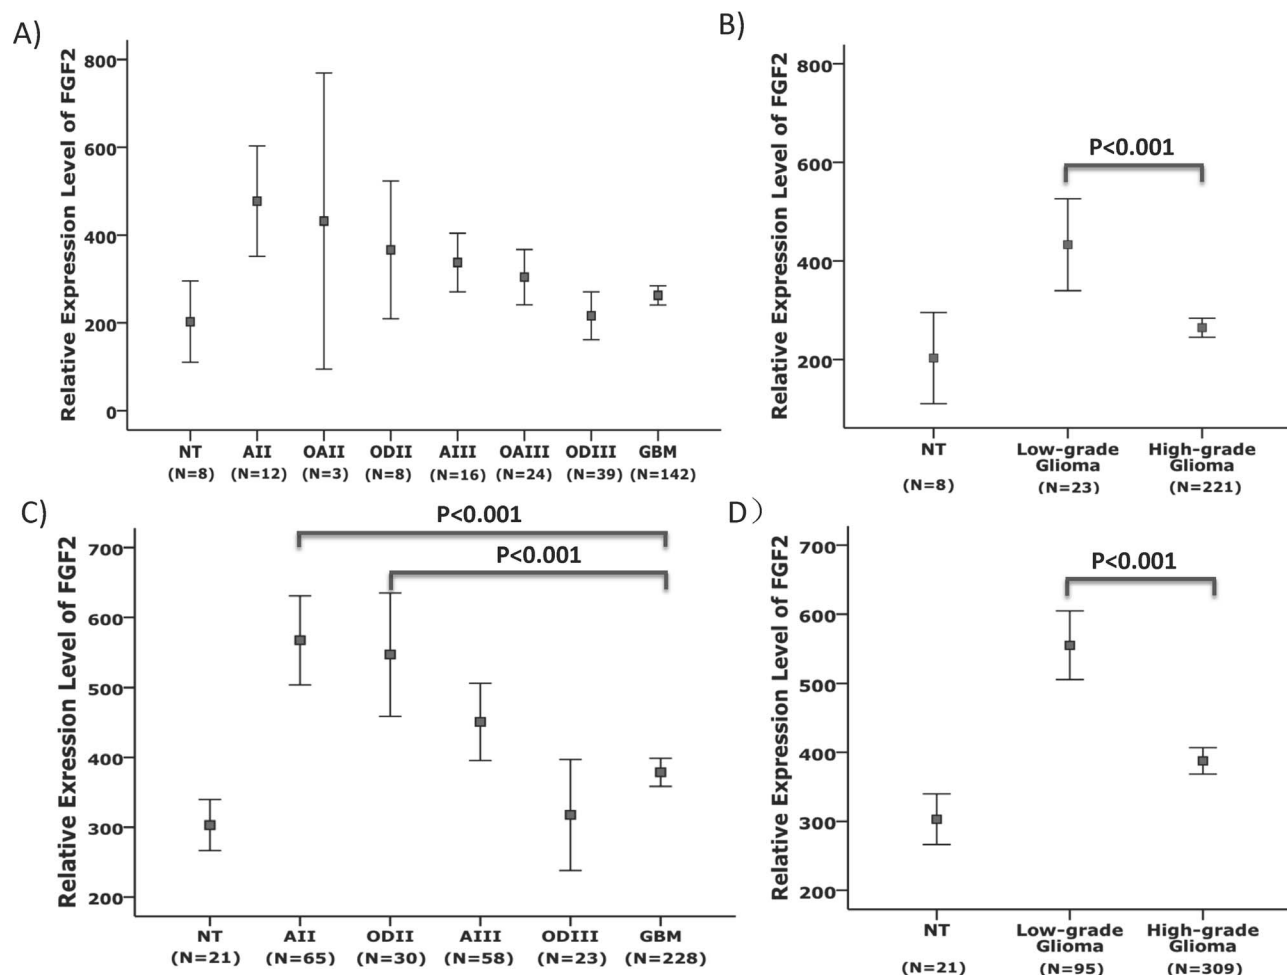 A)
Relative Expression Level of FGF2
800
600
400
200
0
NT AII OAII ODII AIII OAIII ODIII GBM
(N=8) (N=12) (N=3) (N=8) (N=16) (N=24) (N=39) (N=142)
B)
Relative Expression Level of FGF2
800
600
400
200
P<0.001
NT Low-grade High-grade
Glioma Glioma
(N=8) (N=23) (N=221)
C)
Relative Expression Level of FGF2
700
600
500
400
300
200
P<0.001
P<0.001
NT AII ODII AIII ODIII GBM
(N=21) (N=65) (N=30) (N=58) (N=23) (N=228)
D)
Relative Expression Level of FGF2
700
600
500
400
300
200
P<0.001
NT Low-grade High-grade
Glioma Glioma
(N=21) (N=95) (N=309)